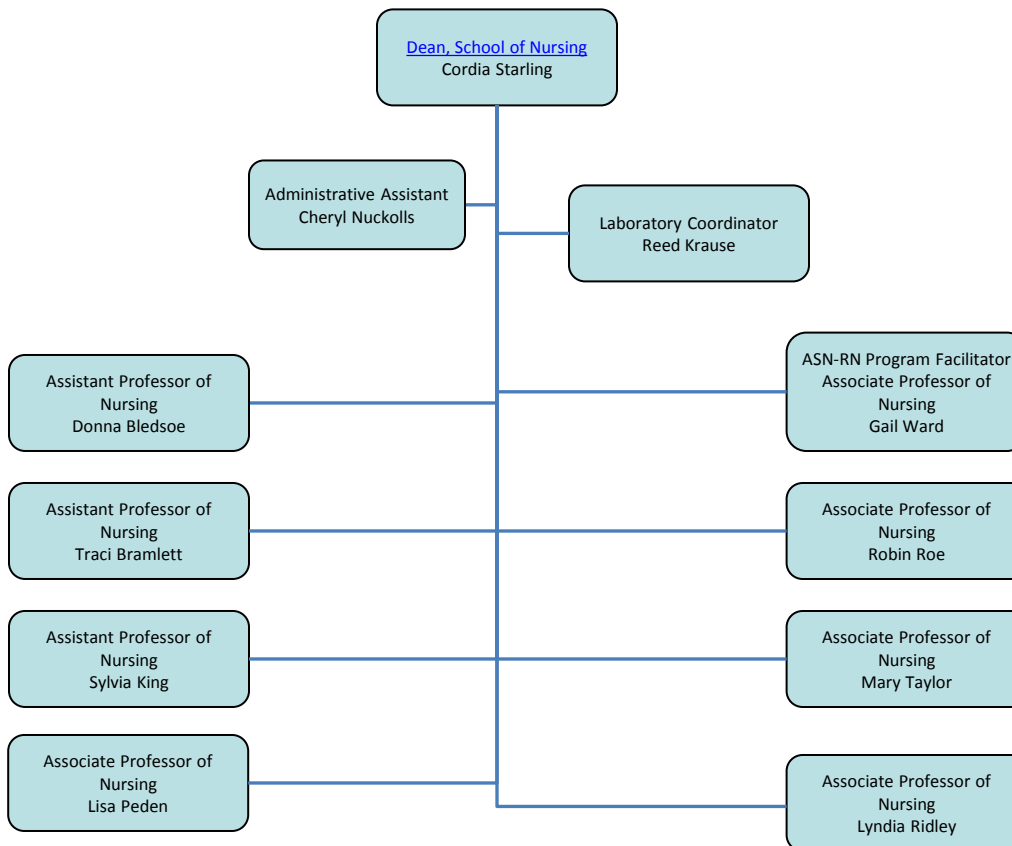 Dean, School of Nursing
Cordia Starling
Administrative Assistant
Cheryl Nuckolls
Laboratory Coordinator
Reed Krause
Assistant Professor of
Nursing
Donna Bledsoe
ASN-RN Program Facilitator
Associate Professor of
Nursing
Gail Ward
Assistant Professor of
Nursing
Traci Bramlett
Associate Professor of
Nursing
Robin Roe
Assistant Professor of
Nursing
Sylvia King
Associate Professor of
Nursing
Mary Taylor
Associate Professor of
Nursing
Lisa Peden
Associate Professor of
Nursing
Lyndia Ridley